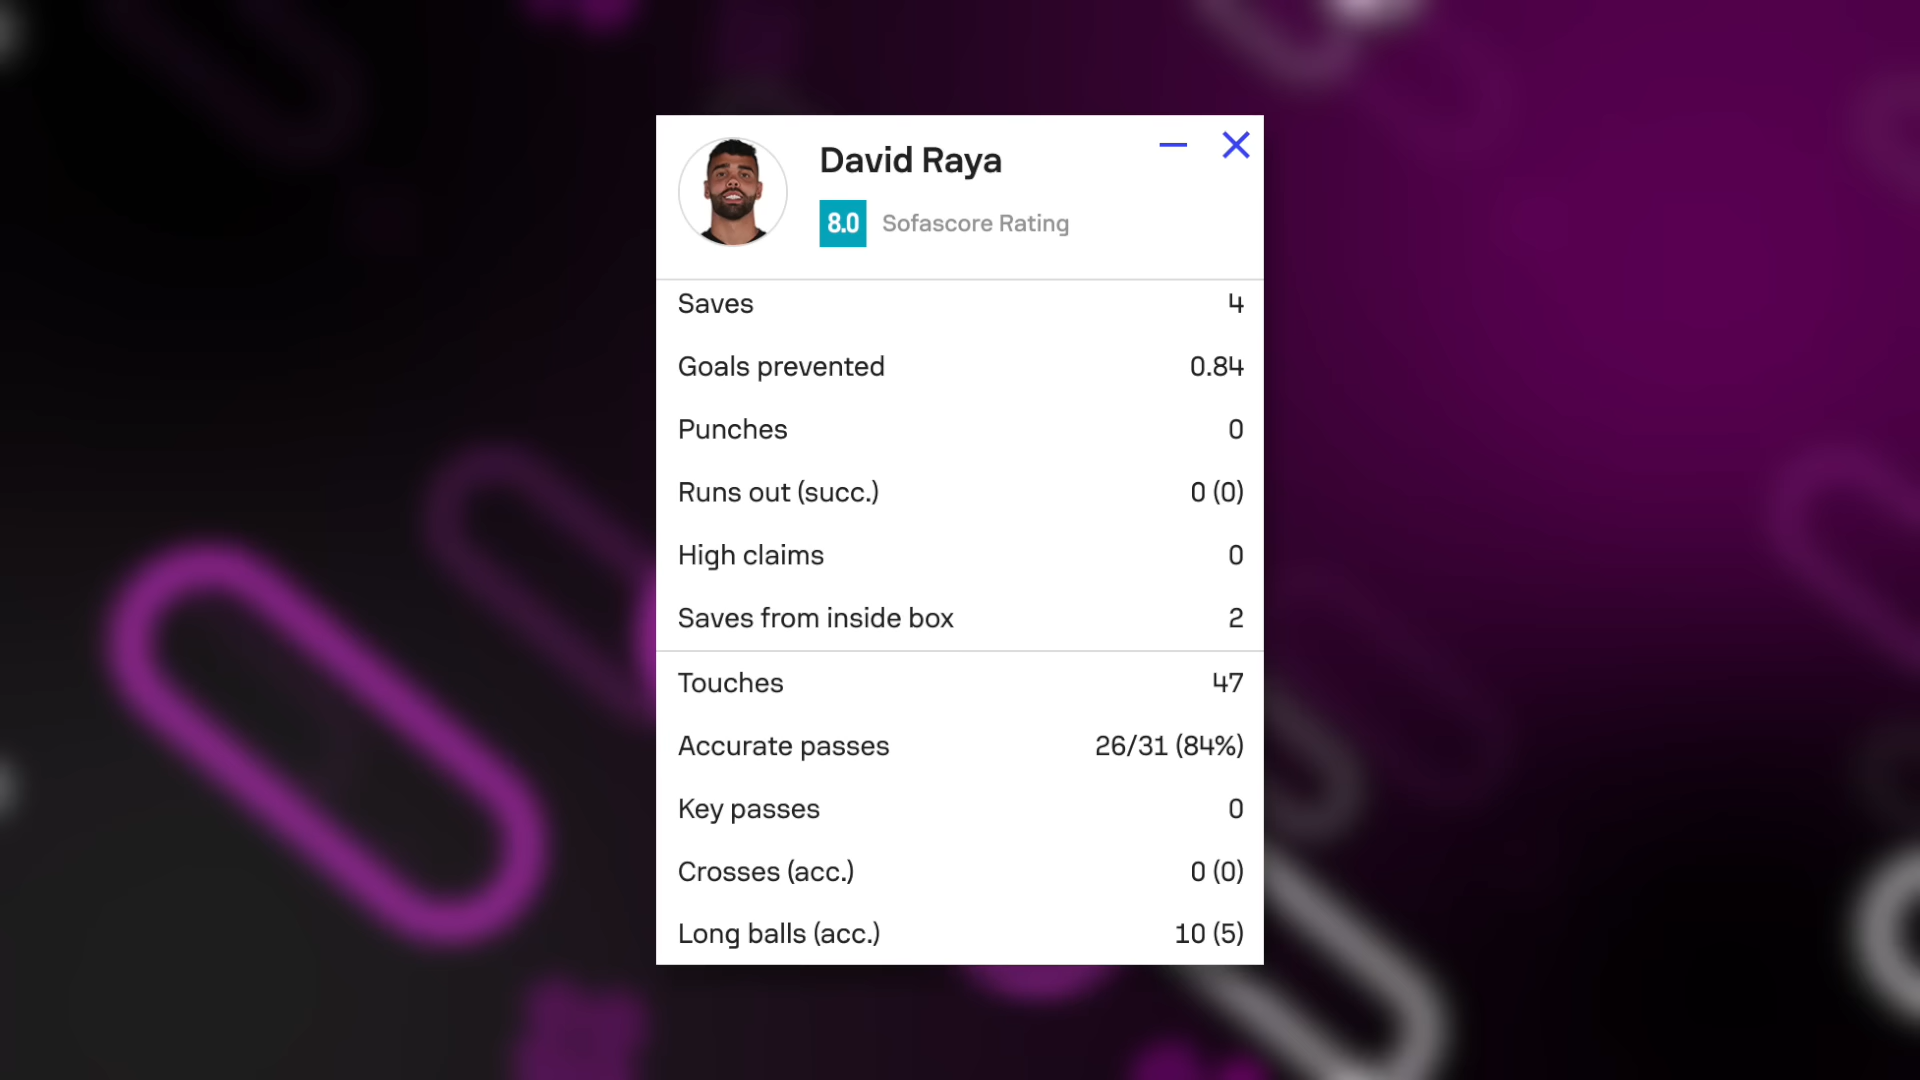 David Raya
8.0 Sofascore Rating
Saves 4
Goals prevented 0.84
Punches 0
Runs out (succ.) 0 (0)
High claims 0
Saves from inside box 2
Touches 47
Accurate passes 26/31 (84%)
Key passes 0
Crosses (acc.) 0 (0)
Long balls (acc.) 10 (5)